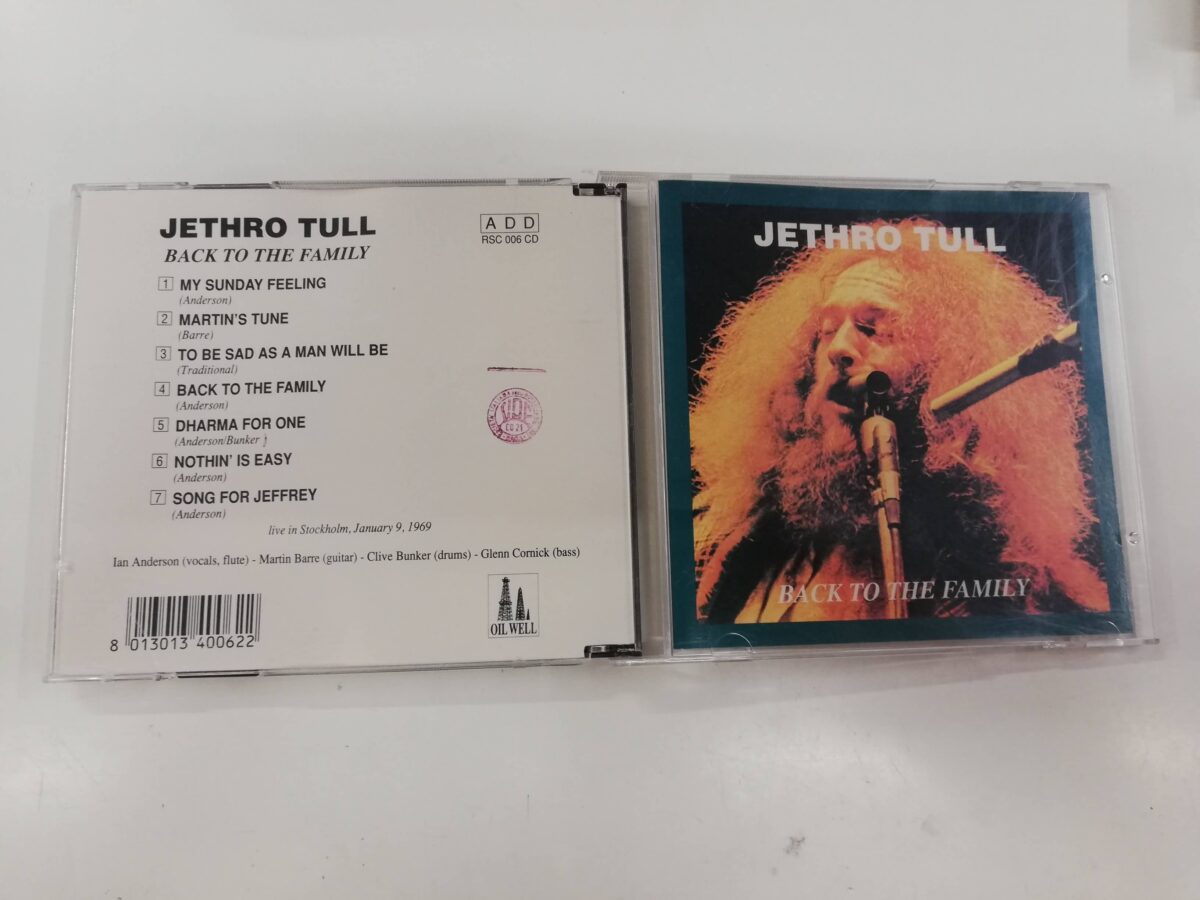 JETHRO TULL
BACK TO THE FAMILY
A D D
RSC 006 CD
1 MY SUNDAY FEELING
(Anderson)
2 MARTIN'S TUNE
(Barre)
3 TO BE SAD AS A MAN WILL BE
(Traditional)
4 BACK TO THE FAMILY
(Anderson)
5 DHARMA FOR ONE
(Anderson/Bunker )
6 NOTHIN' IS EASY
(Anderson)
7 SONG FOR JEFFREY
(Anderson)
live in Stockholm, January 9, 1969
Ian Anderson (vocals, flute) - Martin Barre (guitar) - Clive Bunker (drums) - Glenn Cornick (bass)
8 013013 400622
OIL WELL
JETHRO TULL
BACK TO THE FAMILY